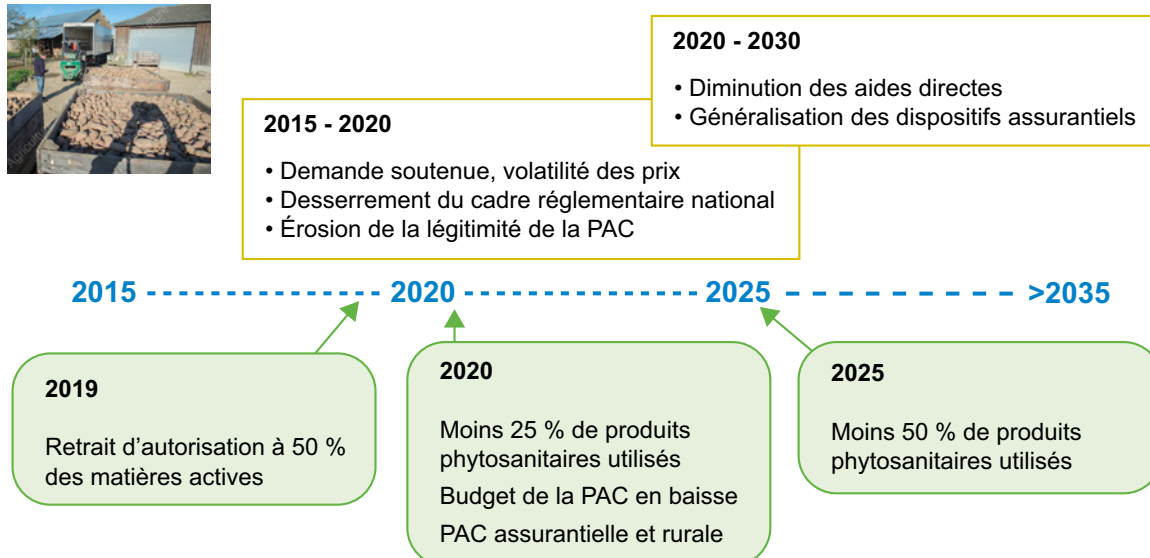 2020 - 2030
• Diminution des aides directes
• Généralisation des dispositifs assurantiels
2015 - 2020
• Demande soutenue, volatilité des prix
• Desserrement du cadre réglementaire national
• Érosion de la légitimité de la PAC
2015
2020
2025
>2035
2019
Retrait d’autorisation à 50 %
des matières actives
2020
Moins 25 % de produits
phytosanitaires utilisés
Budget de la PAC en baisse
PAC assurantielle et rurale
2025
Moins 50 % de produits
phytosanitaires utilisés